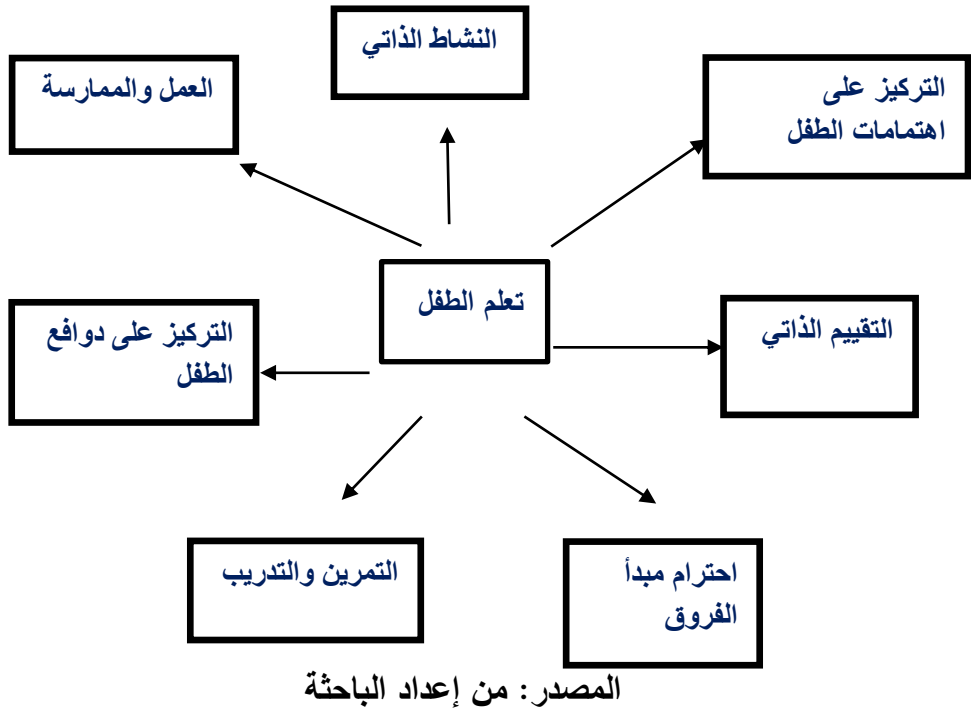 النشاط الذاتي
التركيز على
اهتمامات الطفل
العمل والممارسة
تعلم الطفل
التقييم الذاتي
التركيز على دوافع
الطفل
احترام مبدأ
الفروق
التمرين والتدريب
المصدر: من إعداد الباحثة